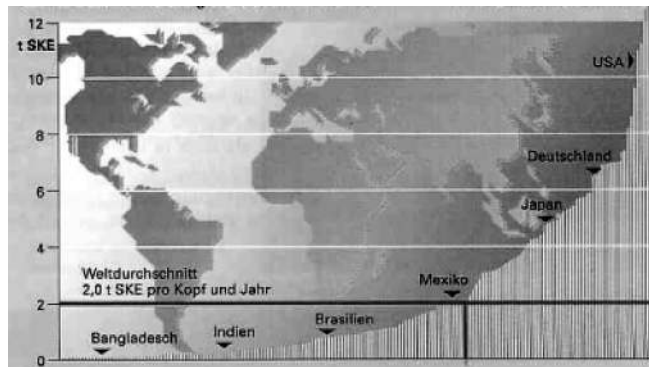 12
t SKE
10
8
6
4
2
0
USA
Deutschland
Japan
Mexiko
Weltdurchschnitt
2,0 t SKE pro Kopf und Jahr
Brasilien
Indien
Bangladesch